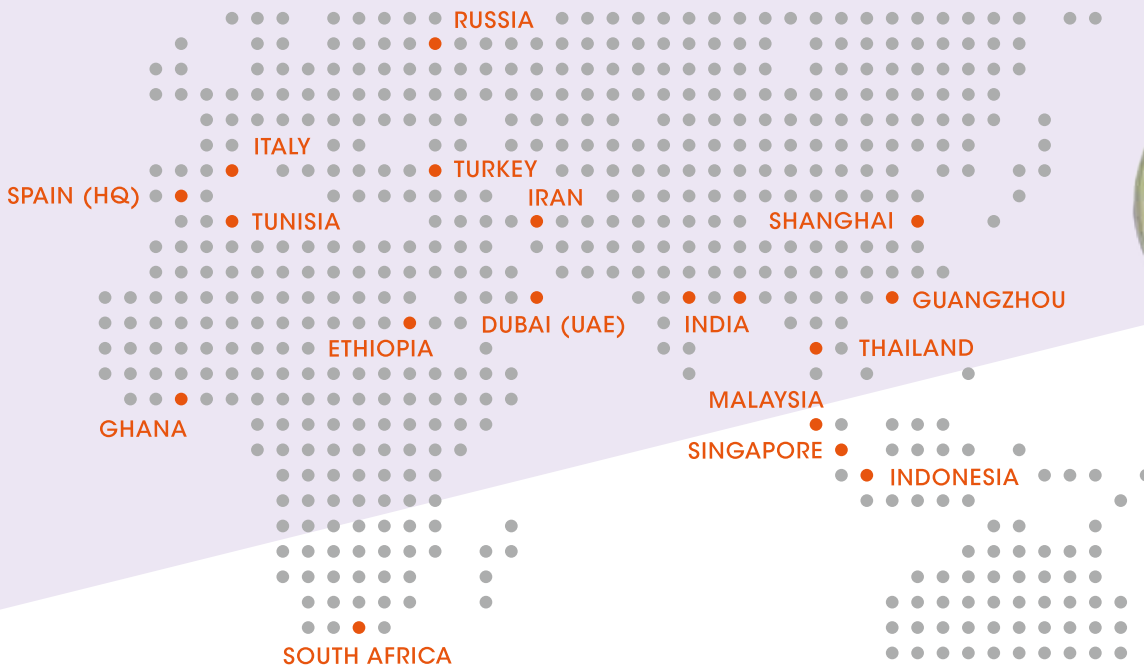 RUSSIA
ITALY
TURKEY
SPAIN (HQ)
IRAN
TUNISIA
SHANGHAI
GUANGZHOU
DUBAI (UAE)
INDIA
ETHIOPIA
THAILAND
MALAYSIA
GHANA
SINGAPORE
INDONESIA
SOUTH AFRICA